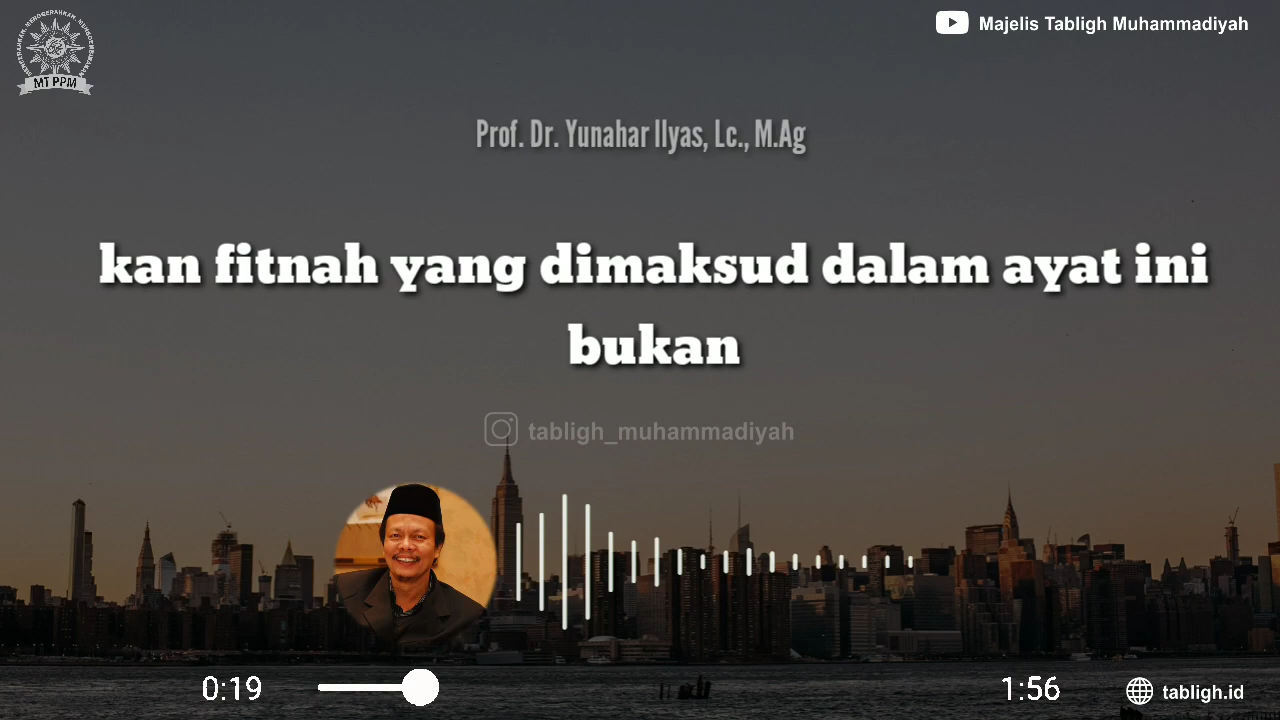 Majelis Tabligh Muhammadiyah
MT PPM
Prof. Dr. Yunahar Ilyas, Lc., M.Ag
kan fitnah yang dimaksud dalam ayat ini
bukan
tabligh_muhammadiyah
0:19
1:56
tabligh.id